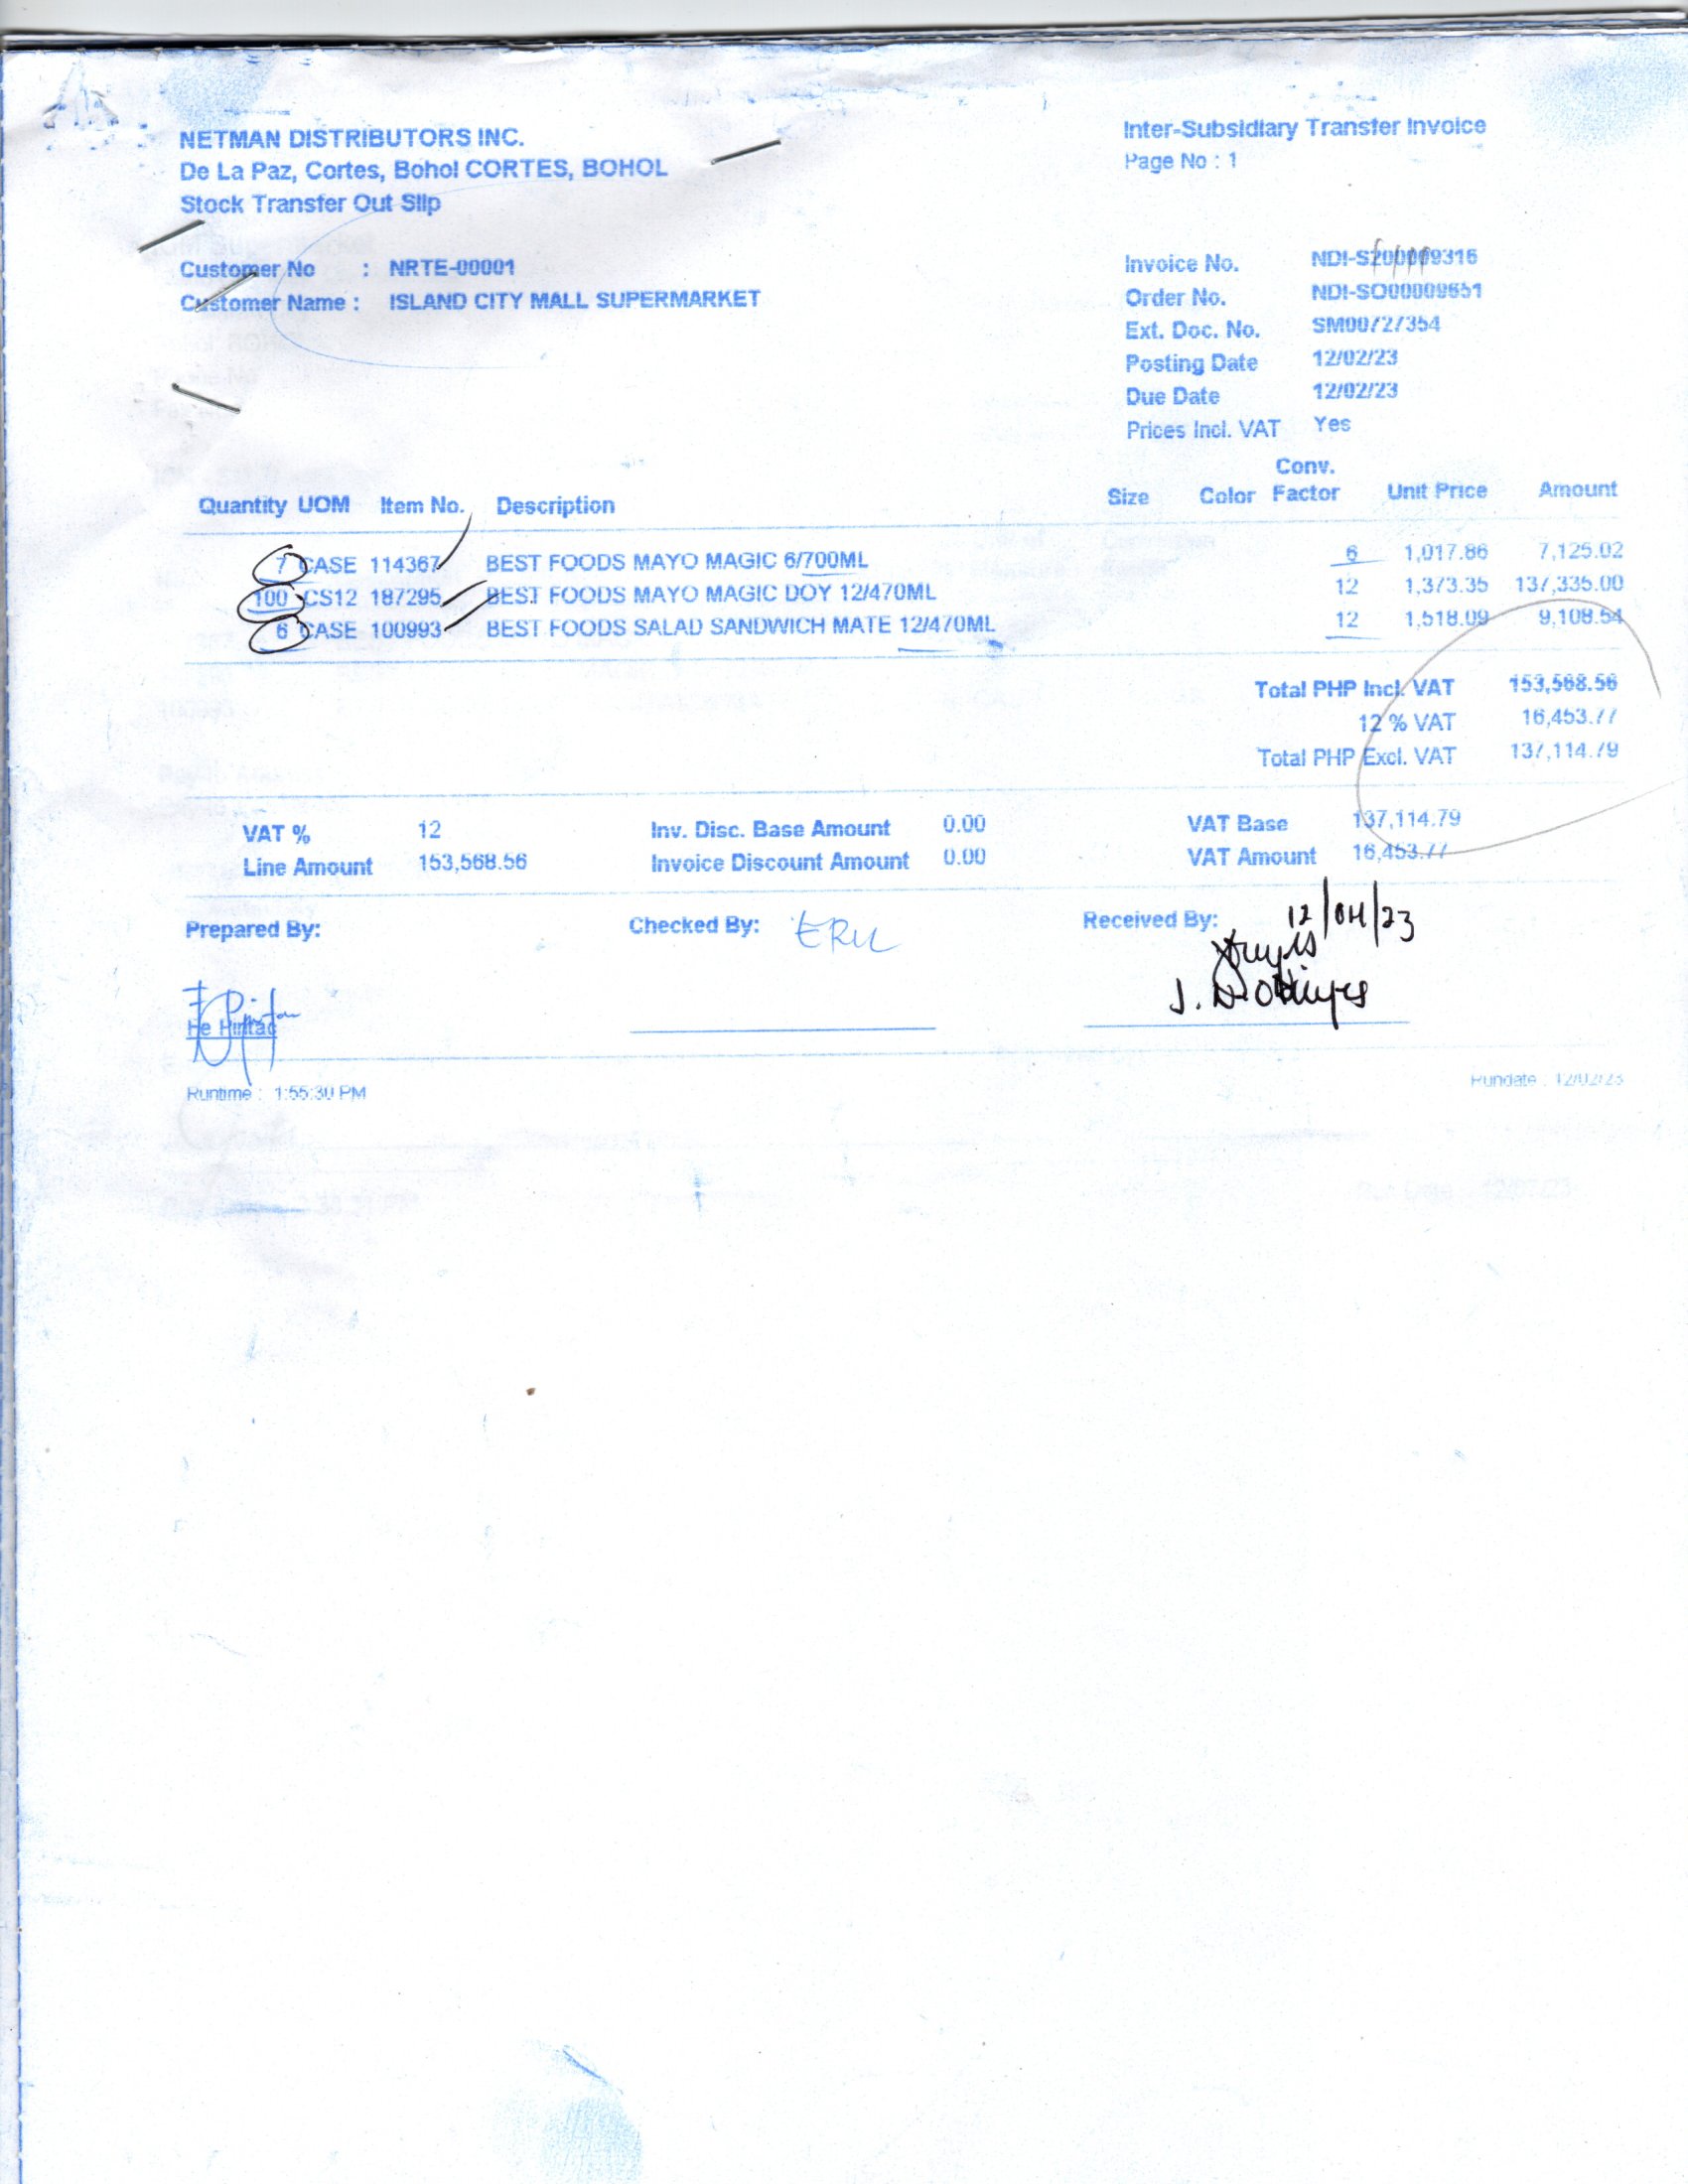 NETMAN DISTRIBUTORS INC.
De La Paz, Cortes, Bohol CORTES, BOHOL
Stock Transfer Out Slip
Inter-Subsidiary Transfer Invoice
Page No : 1
Customer No : NRTE-00001
Customer Name : ISLAND CITY MALL SUPERMARKET
Invoice No.
Order No. NDI-SO00009651
Ext. Doc. No. SM00727354
Posting Date 12/02/23
Due Date 12/02/23
Prices Incl. VAT Yes
Quantity UOM Item No. Description Size Color Conv. Factor Unit Price Amount
7 CASE 114367 BEST FOODS MAYO MAGIC 6/700ML 6 1,017.86 7,125.02
100 CS12 187295 BEST FOODS MAYO MAGIC DOY 12/470ML 12 1,373.35 137,335.00
6 CASE 100993 BEST FOODS SALAD SANDWICH MATE 12/470ML 12 1,518.09 9,108.54
Total PHP Incl. VAT 153,568.56
12 % VAT 16,453.77
Total PHP Excl. VAT 137,114.79
VAT % 12 Inv. Disc. Base Amount 0.00 VAT Base 137,114.79
Line Amount 153,568.56 Invoice Discount Amount 0.00 VAT Amount 16,453.77
Prepared By: Checked By: Received By: 12/04/23
Runtime : 1:55:30 PM Rundate : 12/02/23